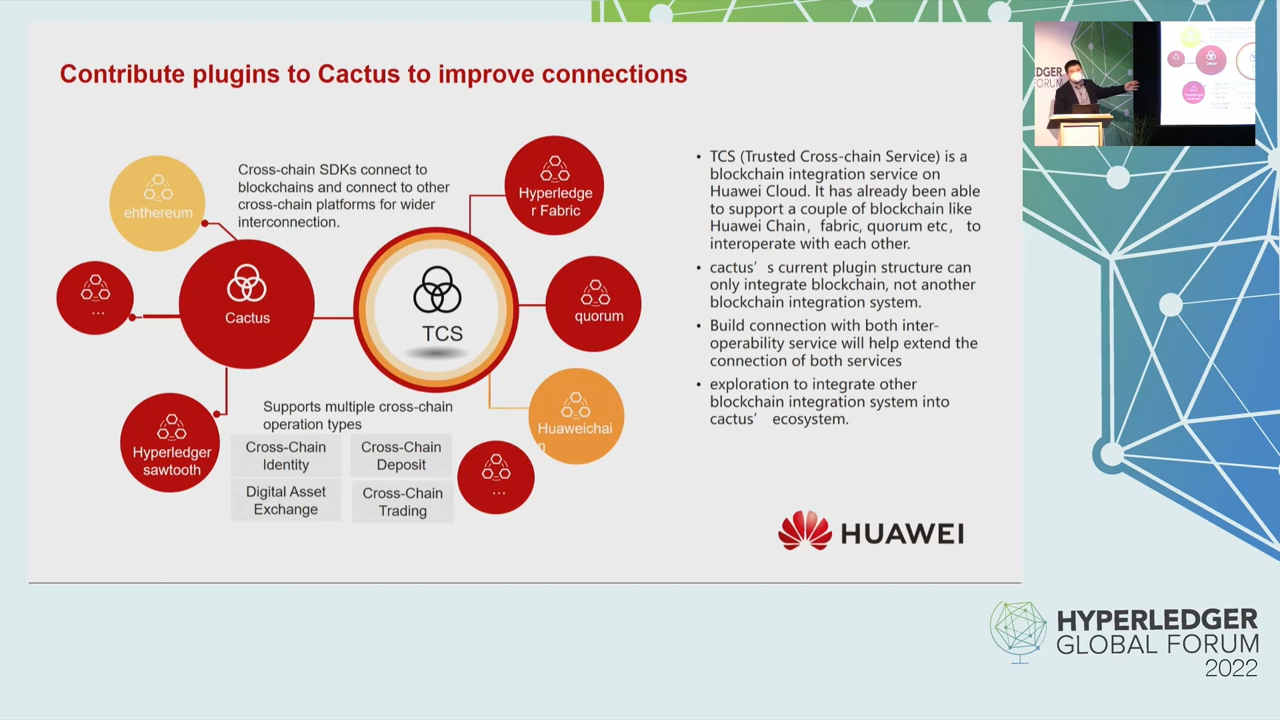 Contribute plugins to Cactus to improve connections
Cross-chain SDKs connect to
blockchains and connect to other
cross-chain platforms for wider
interconnection.
ehthereum
Hyperledge
r Fabric
...
Cactus
TCS
quorum
Hyperledger
sawtooth
Huaweichai
n
...
Supports multiple cross-chain
operation types
Cross-Chain
Identity
Cross-Chain
Deposit
Digital Asset
Exchange
Cross-Chain
Trading
• TCS (Trusted Cross-chain Service) is a
blockchain integration service on
Huawei Cloud. It has already been able
to support a couple of blockchain like
Huawei Chain，fabric, quorum etc，to
interoperate with each other.
• cactus’s current plugin structure can
only integrate blockchain, not another
blockchain integration system.
• Build connection with both inter-
operability service will help extend the
connection of both services
• exploration to integrate other
blockchain integration system into
cactus’ ecosystem.
HUAWEI
EDGER
FORUM
Cactus
HYPERLEDGER
GLOBAL FORUM
2022